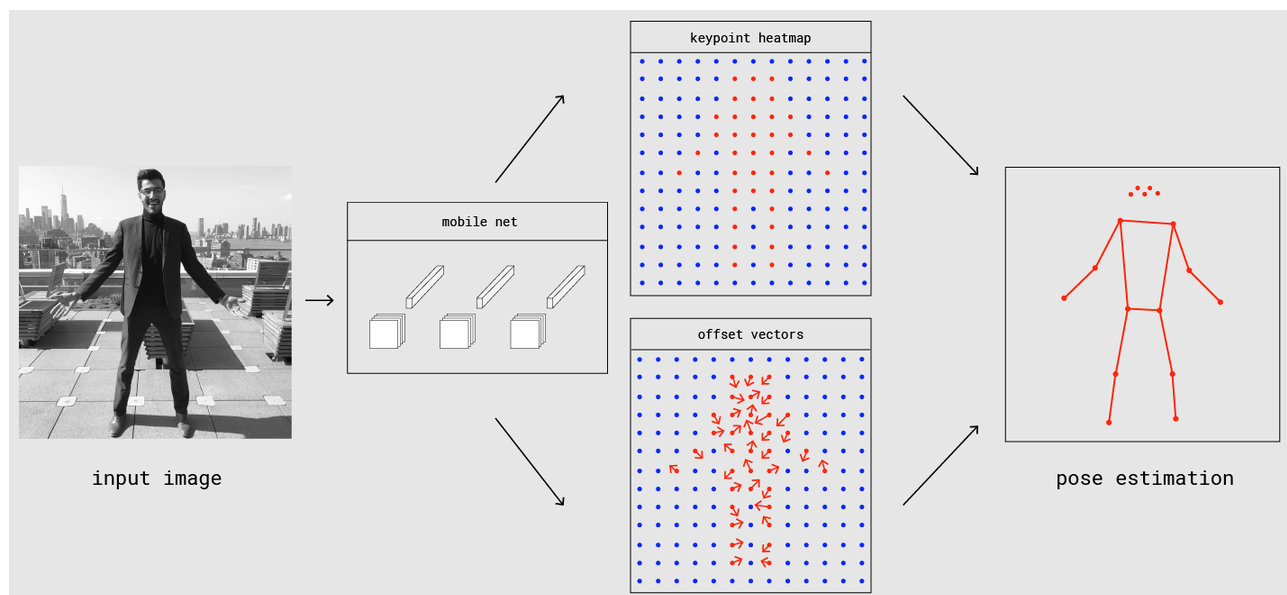 input image
mobile net
keypoint heatmap
offset vectors
pose estimation